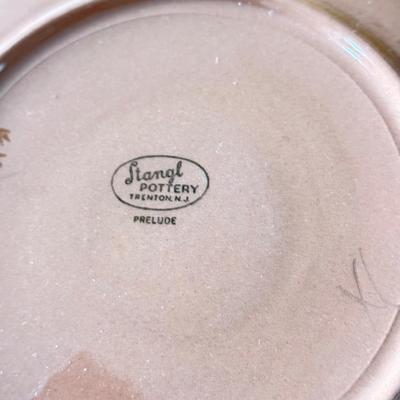 Stangl
POTTERY
TRENTON, N.J.
PRELUDE